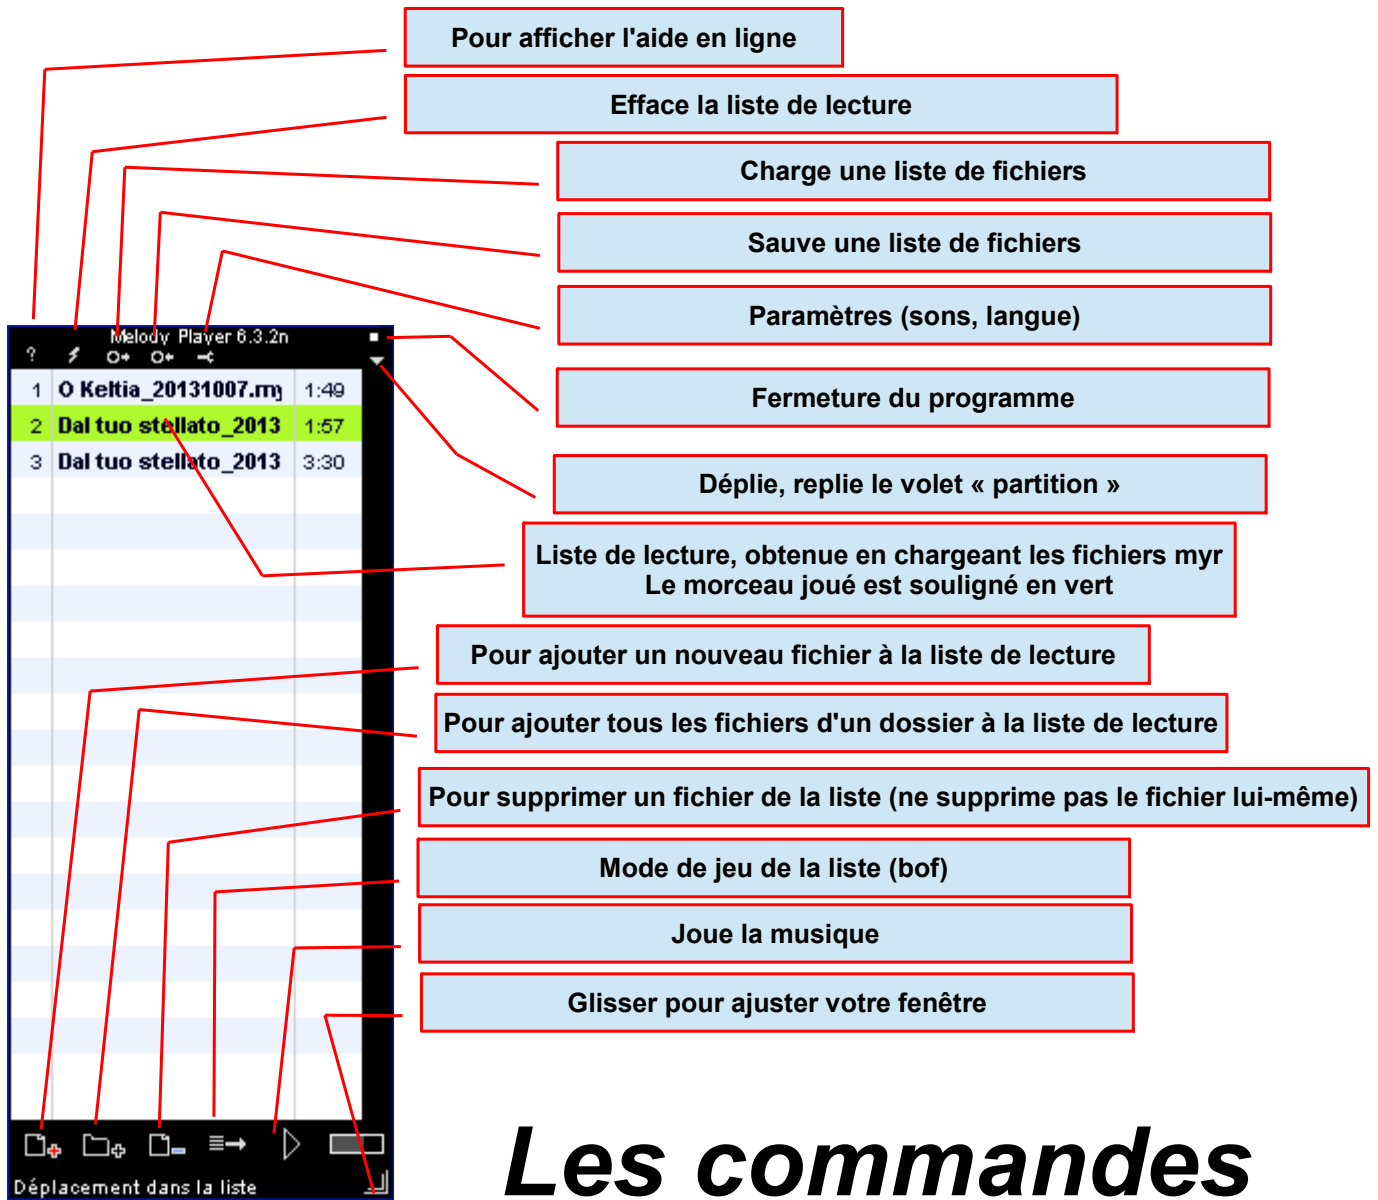 Pour afficher l'aide en ligne
Efface la liste de lecture
Charge une liste de fichiers
Sauve une liste de fichiers
Paramètres (sons, langue)
Melody Player 6.3.2n
?
1 O Keltia_20131007.my 1:49
Fermeture du programme
2 Dal tuo stellato_2013 1:57
3 Dal tuo stellato_2013 3:30
Déplie, replie le volet « partition »
Liste de lecture, obtenue en chargeant les fichiers myr
Le morceau joué est souligné en vert
Pour ajouter un nouveau fichier à la liste de lecture
Pour ajouter tous les fichiers d'un dossier à la liste de lecture
Pour supprimer un fichier de la liste (ne supprime pas le fichier lui-même)
Mode de jeu de la liste (bof)
Joue la musique
Glisser pour ajuster votre fenêtre
Les commandes
Déplacement dans la liste